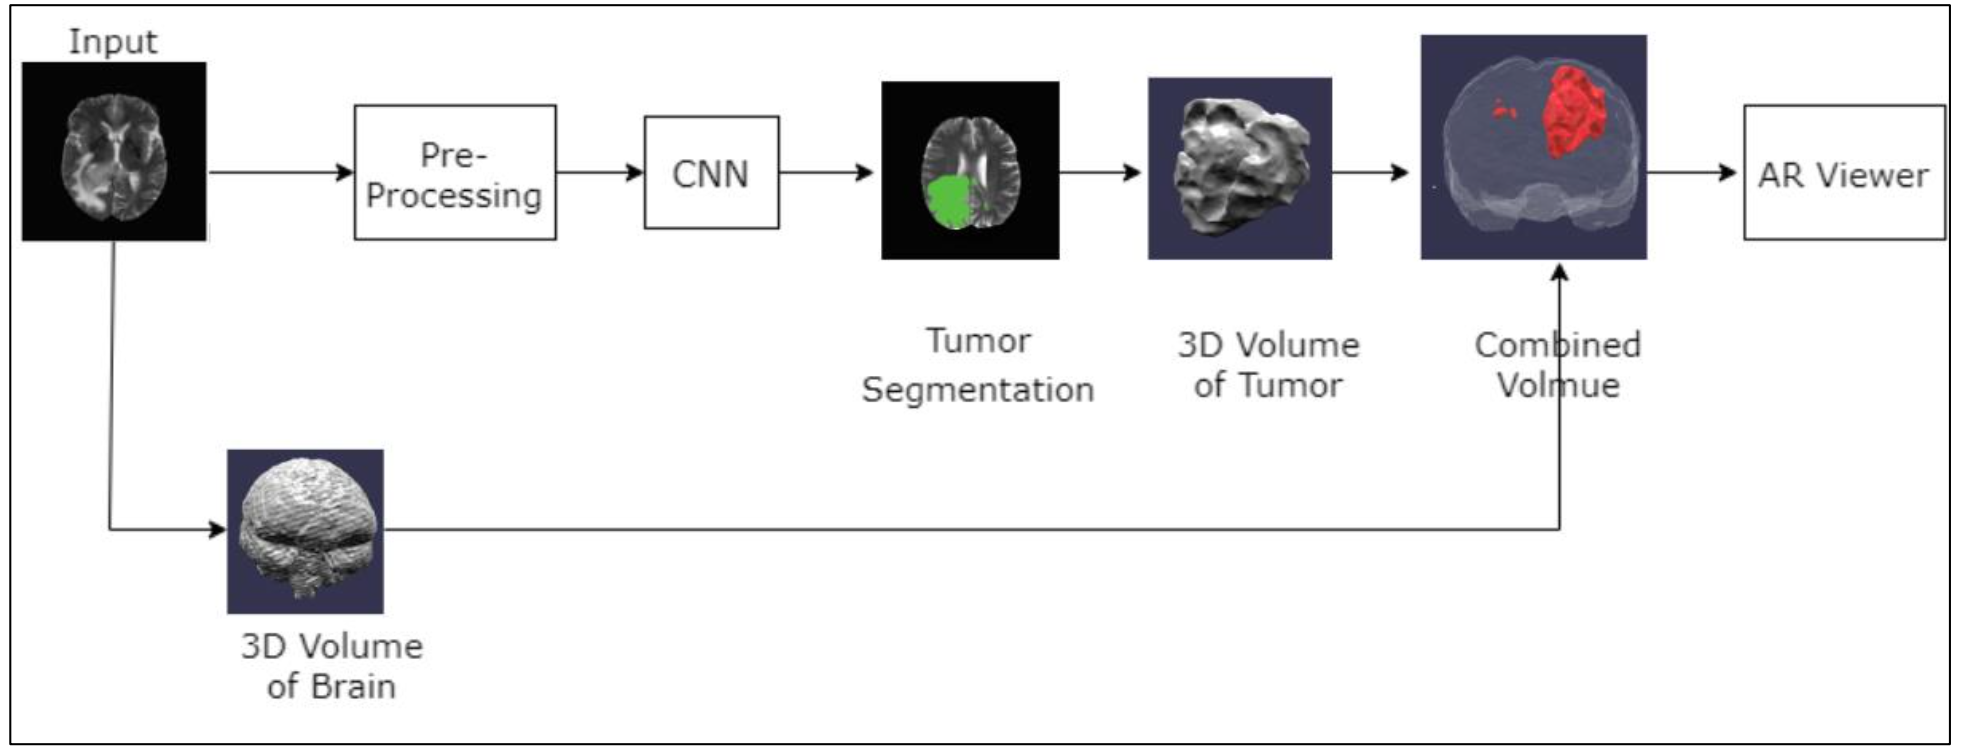 Input
Pre-
Processing
CNN
AR Viewer
Tumor
Segmentation
3D Volume
of Tumor
Combined
Volmue
3D Volume
of Brain